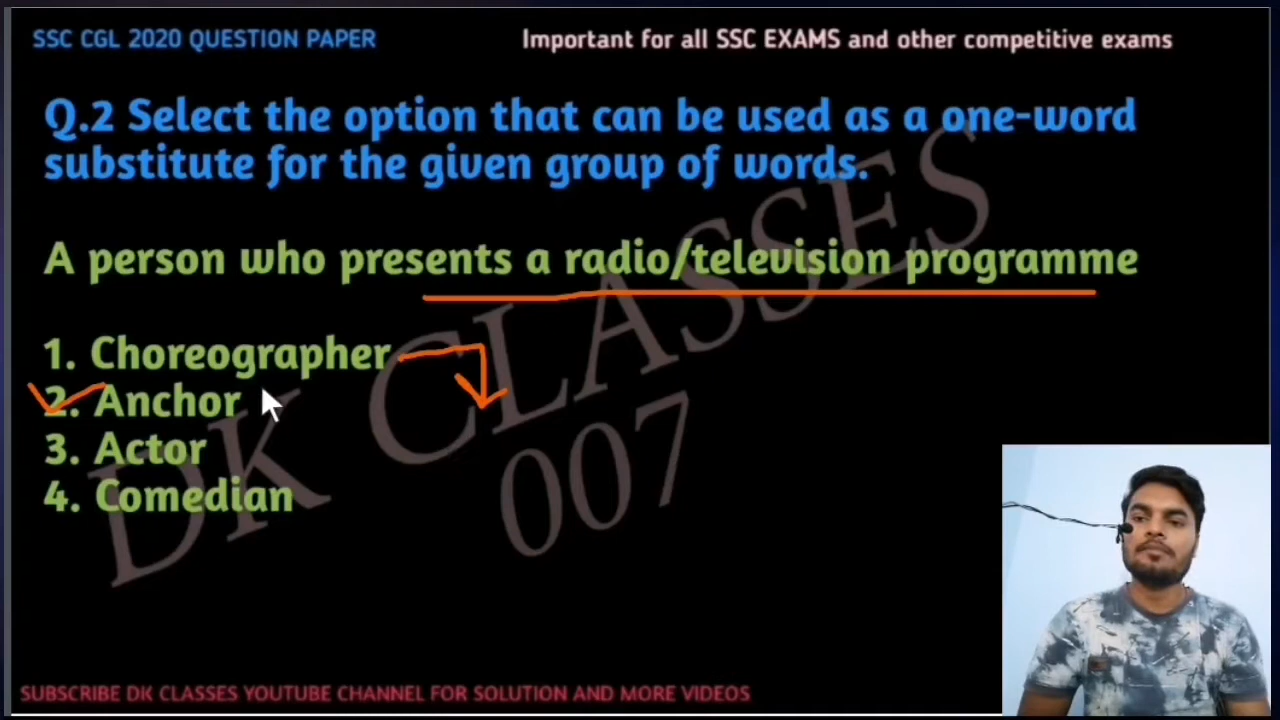 SSC CGL 2020 QUESTION PAPER
Important for all SSC EXAMS and other competitive exams
Q.2 Select the option that can be used as a one-word
substitute for the given group of words.
A person who presents a radio/television programme
1. Choreographer
2. Anchor
3. Actor
4. Comedian
DK CLASSES
007
SUBSCRIBE DK CLASSES YOUTUBE CHANNEL FOR SOLUTION AND MORE VIDEOS